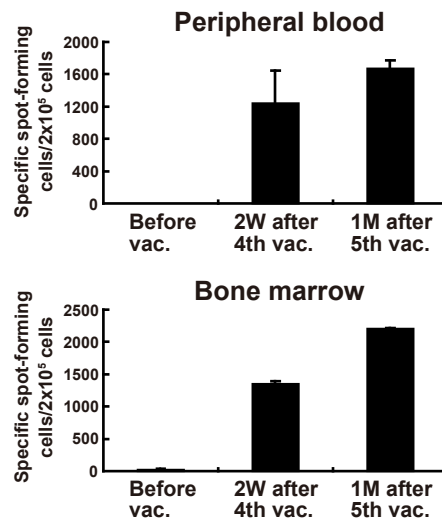 Peripheral blood
Specific spot-forming
cells/2x10⁵ cells
2000
1600
1200
800
400
0
Before
vac.
2W after
4th vac.
1M after
5th vac.
Bone marrow
Specific spot-forming
cells/2x10⁵ cells
2500
2000
1500
1000
500
0
Before
vac.
2W after
4th vac.
1M after
5th vac.